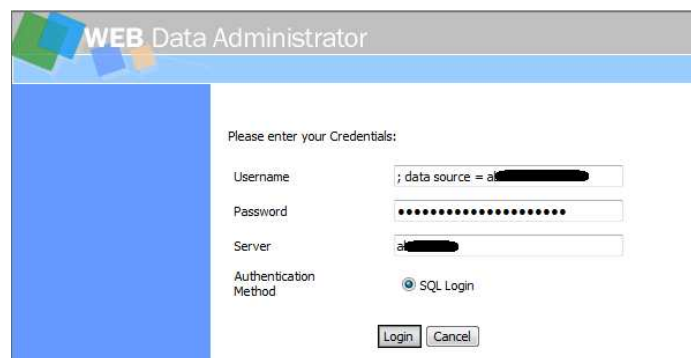 WEB Data Administrator
Please enter your Credentials:
Username ; data source = a
Password •••••••••••••••••••••
Server a
Authentication
Method SQL Login
Login Cancel